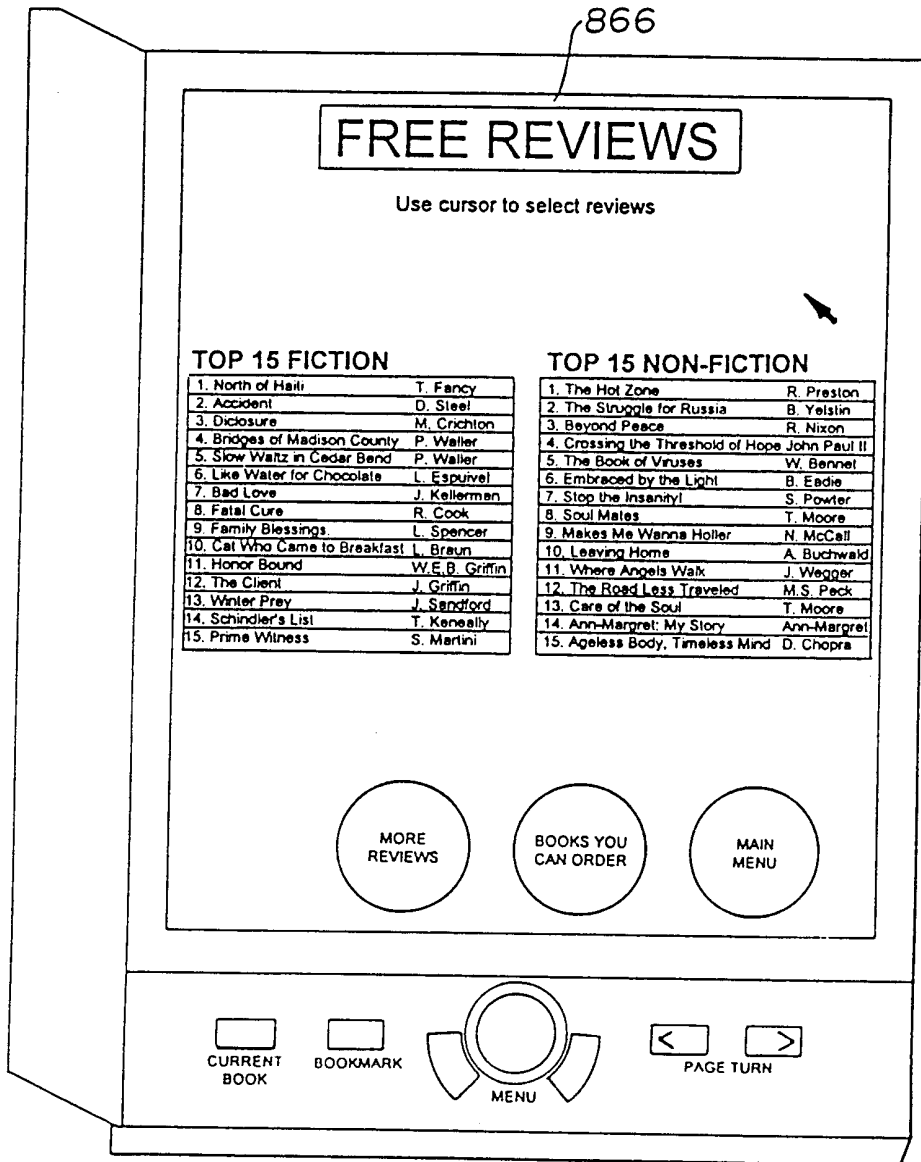 866
FREE REVIEWS
Use cursor to select reviews
TOP 15 FICTION
1. North of Haiti T. Fancy
2. Accident D. Steel
3. Diclosure M. Crichton
4. Bridges of Madison County P. Waller
5. Slow Waltz in Cedar Bend P. Waller
6. Like Water for Chocolate L. Espuivel
7. Bad Love J. Kellerman
8. Fatal Cure R. Cook
9. Family Blessings. L. Spencer
10. Cat Who Came to Breakfast L. Braun
11. Honor Bound W.E.B. Griffin
12. The Client J. Griffin
13. Winter Prey J. Sandford
14. Schindler's List T. Keneally
15. Prime Witness S. Martini
TOP 15 NON-FICTION
1. The Hot Zone R. Preston
2. The Struggle for Russia B. Yelstin
3. Beyond Peace R. Nixon
4. Crossing the Threshold of Hope John Paul II
5. The Book of Viruses W. Bennet
6. Embraced by the Light B. Eadie
7. Stop the Insanity! S. Powter
8. Soul Mates T. Moore
9. Makes Me Wanna Holler N. McCall
10. Leaving Home A. Buchwald
11. Where Angels Walk J. Wegger
12. The Road Less Traveled M.S. Peck
13. Care of the Soul T. Moore
14. Ann-Margret: My Story Ann-Margret
15. Ageless Body, Timeless Mind D. Chopra
MORE
REVIEWS
BOOKS YOU
CAN ORDER
MAIN
MENU
CURRENT
BOOK
BOOKMARK
MENU
< >
PAGE TURN